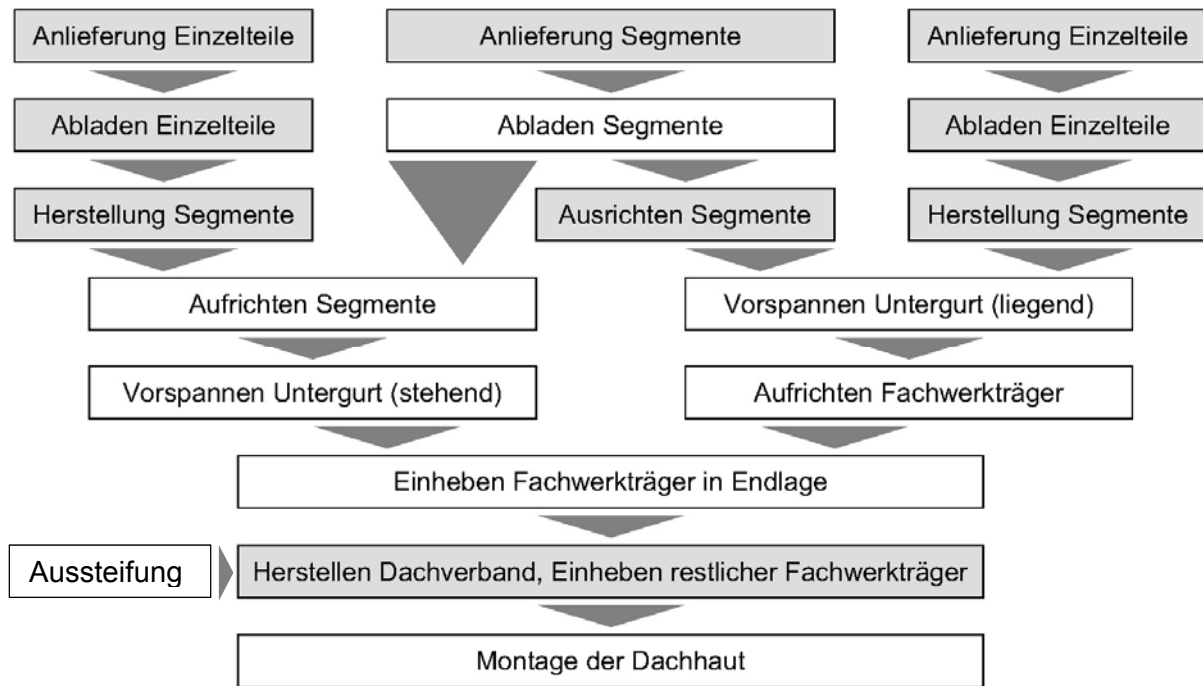 Anlieferung Einzelteile
Anlieferung Segmente
Anlieferung Einzelteile
Abladen Einzelteile
Abladen Segmente
Abladen Einzelteile
Herstellung Segmente
Ausrichten Segmente
Herstellung Segmente
Aufrichten Segmente
Vorspannen Untergurt (liegend)
Vorspannen Untergurt (stehend)
Aufrichten Fachwerkträger
Einheben Fachwerkträger in Endlage
Aussteifung
Herstellen Dachverband, Einheben restlicher Fachwerkträger
Montage der Dachhaut